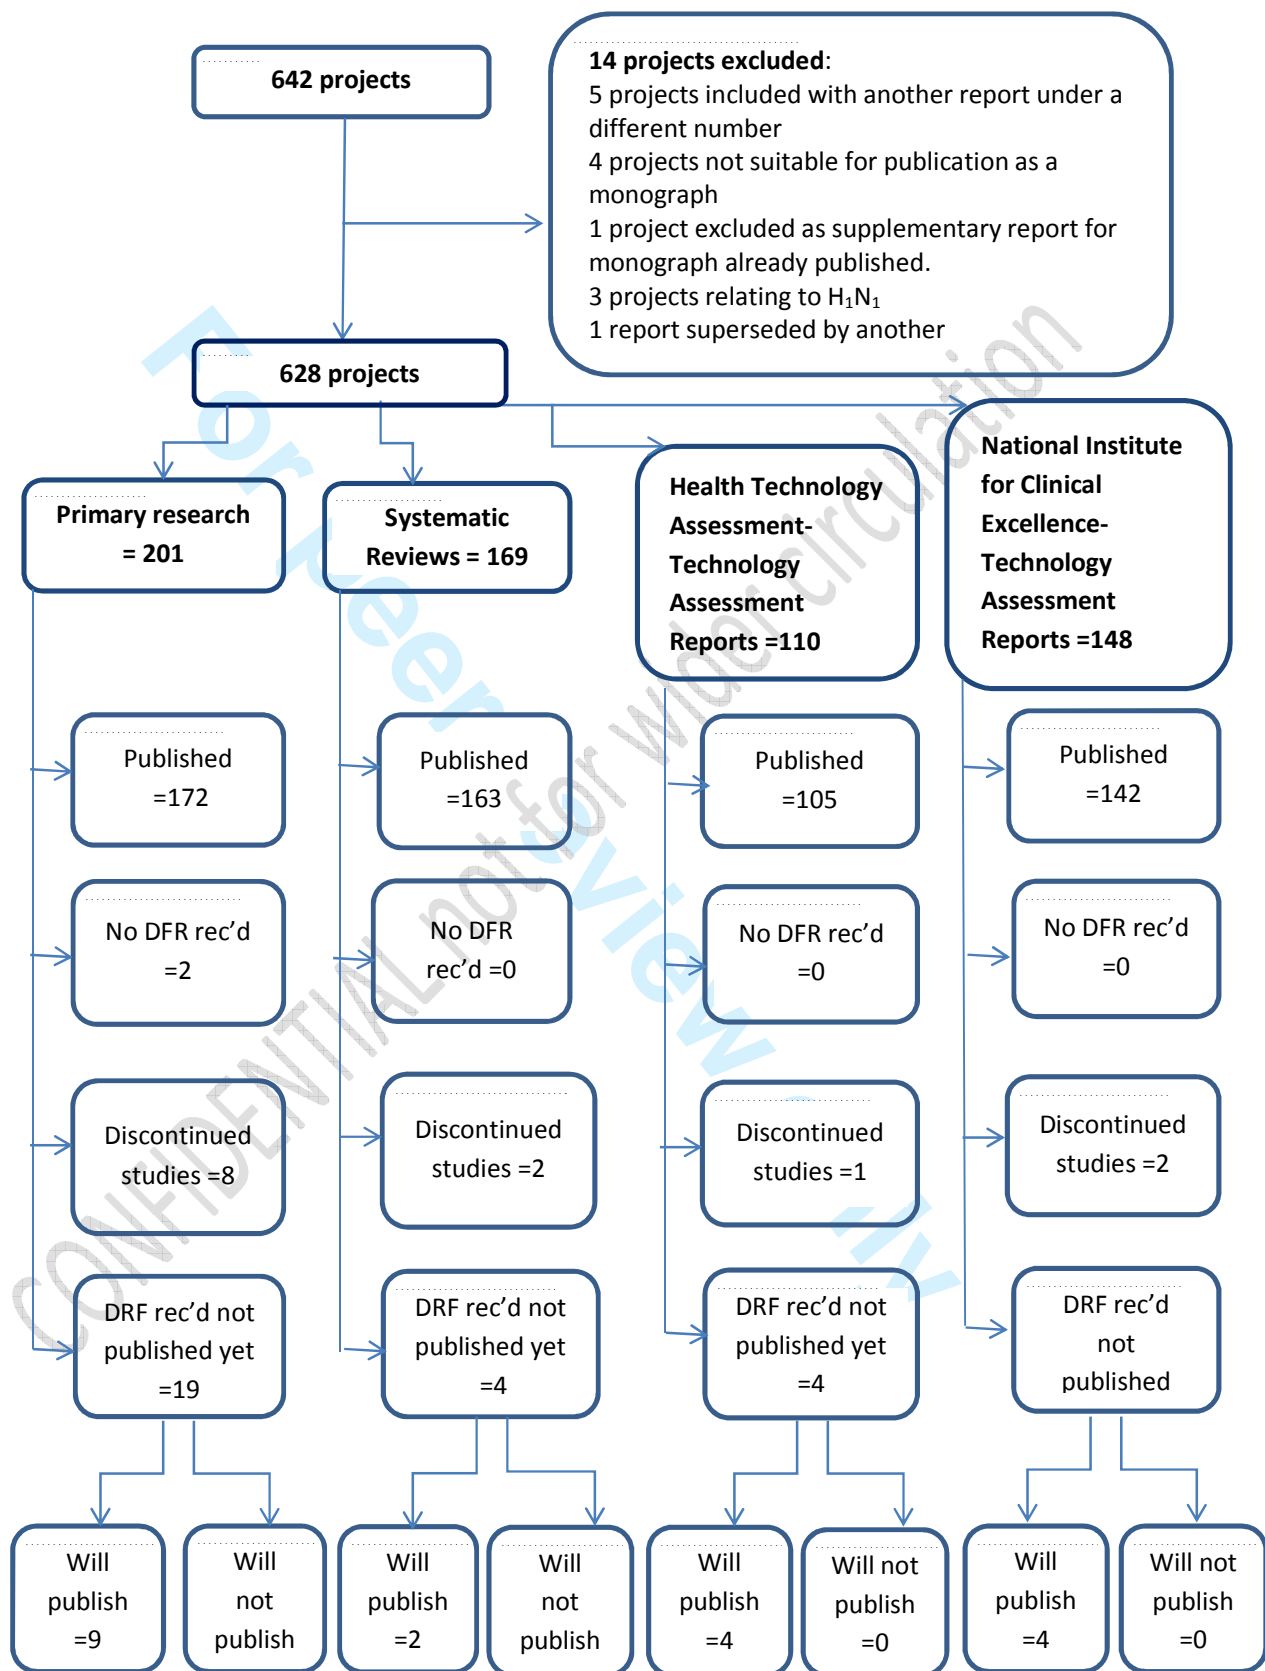 642 projects
14 projects excluded:
5 projects included with another report under a
different number
4 projects not suitable for publication as a
monograph
1 project excluded as supplementary report for
monograph already published.
3 projects relating to H₁N₁
1 report superseded by another
628 projects
Primary research
= 201
Systematic
Reviews = 169
Health Technology
Assessment-
Technology
Assessment
Reports =110
National Institute
for Clinical
Excellence-
Technology
Assessment
Reports =148
Published
=172
Published
=163
Published
=105
Published
=142
No DFR rec’d
=2
No DFR
rec’d =0
No DFR rec’d
=0
No DFR rec’d
=0
Discontinued
studies =8
Discontinued
studies =2
Discontinued
studies =1
Discontinued
studies =2
DRF rec’d not
published yet
=19
DRF rec’d not
published yet
=4
DRF rec’d not
published yet
=4
DRF rec’d
not
published
Will
publish
=9
Will
not
publish
Will
publish
=2
Will
not
publish
Will
publish
=4
Will not
publish
=0
Will
publish
=4
Will not
publish
=0
For peer review only
CONFIDENTIAL not for wider circulation